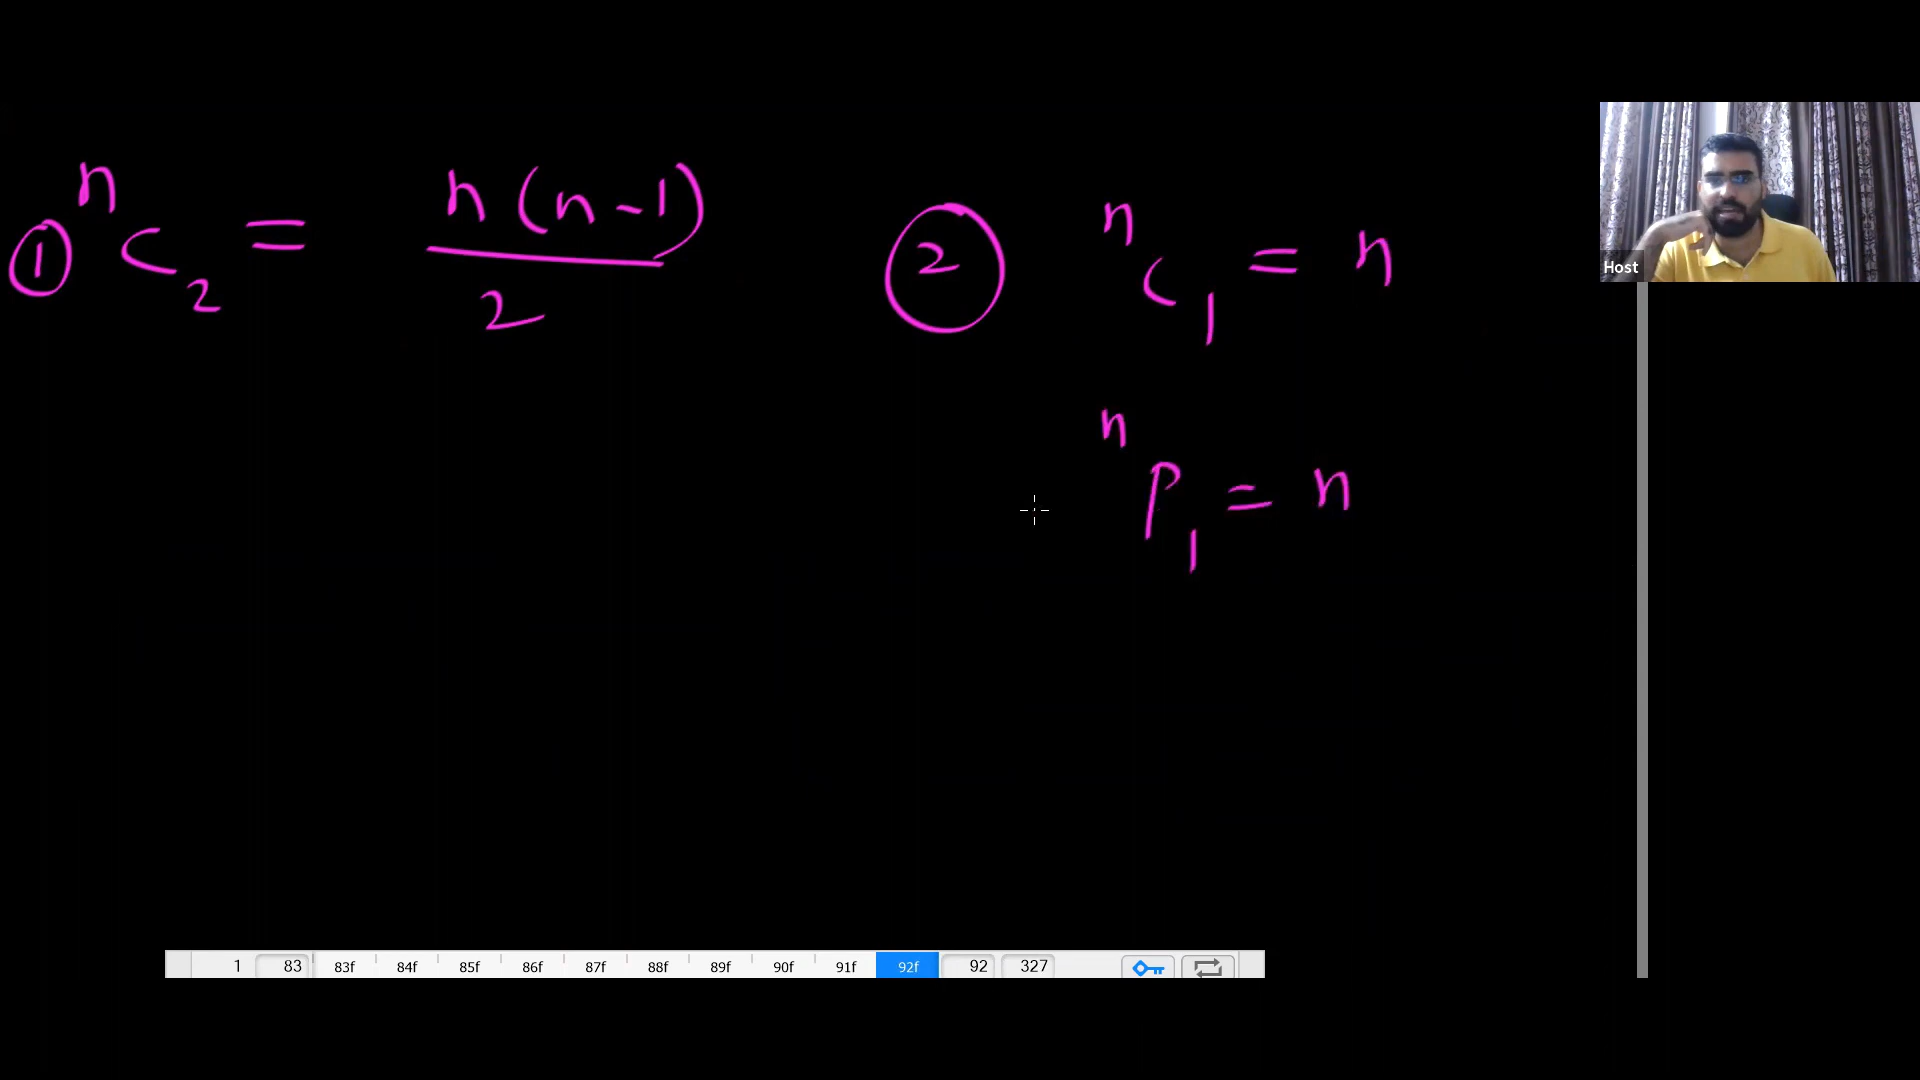 ① ⁿC₂ = n(n-1)/2
② ⁿC₁ = n
ⁿP₁ = n
Host
1 83 83f 84f 85f 86f 87f 88f 89f 90f 91f 92f 92 327